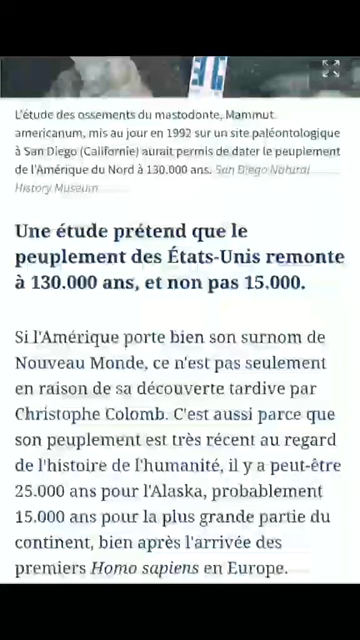 L'étude des ossements du mastodonte, Mammut
americanum, mis au jour en 1992 sur un site paléontologique
à San Diego (Californie) aurait permis de dater le peuplement
de l'Amérique du Nord à 130.000 ans. San Diego Natural
History Museum
Une étude prétend que le
peuplement des États-Unis remonte
à 130.000 ans, et non pas 15.000.
Si l'Amérique porte bien son surnom de
Nouveau Monde, ce n'est pas seulement
en raison de sa découverte tardive par
Christophe Colomb. C'est aussi parce que
son peuplement est très récent au regard
de l'histoire de l'humanité, il y a peut-être
25.000 ans pour l'Alaska, probablement
15.000 ans pour la plus grande partie du
continent, bien après l'arrivée des
premiers Homo sapiens en Europe.